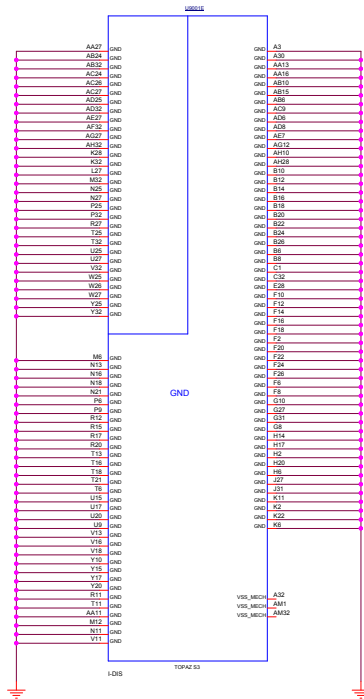 U9801E
AA27 GND GND A3
AB24 GND GND A30
AB32 GND GND AA13
AC24 GND GND AA16
AC26 GND GND AB10
AC27 GND GND AB15
AD25 GND GND AB6
AD32 GND GND AC9
AE27 GND GND AD6
AF32 GND GND AD8
AG27 GND GND AE7
AH32 GND GND AG12
K28 GND GND AH10
K32 GND GND AH28
L27 GND GND B10
M32 GND GND B12
N25 GND GND B14
N27 GND GND B16
P25 GND GND B18
P32 GND GND B20
R27 GND GND B22
T25 GND GND B24
T32 GND GND B26
U25 GND GND B6
U27 GND GND B8
V32 GND GND C1
W25 GND GND C32
W26 GND GND E28
W27 GND GND F10
Y25 GND GND F12
Y32 GND GND F14
GND F16
GND F18
GND F2
GND F20
M6 GND GND F22
N13 GND GND F24
N16 GND GND F26
N18 GND GND F6
N21 GND GND F8
GND
P6 GND GND G10
P9 GND GND G27
R12 GND GND G31
R15 GND GND G8
R17 GND GND H14
R20 GND GND H17
T13 GND GND H2
T16 GND GND H20
T18 GND GND H6
T21 GND GND J27
T6 GND GND J31
U15 GND GND K11
U17 GND GND K2
U20 GND GND K22
U9 GND GND K6
V13 GND
V16 GND
V18 GND
Y10 GND
Y15 GND
Y17 GND
Y20 GND
R11 GND VSS_MECH A32
T11 GND VSS_MECH AM1
AA11 GND VSS_MECH AM32
M12 GND
N11 GND
V11 GND
TOPAZ S3
I-DIS